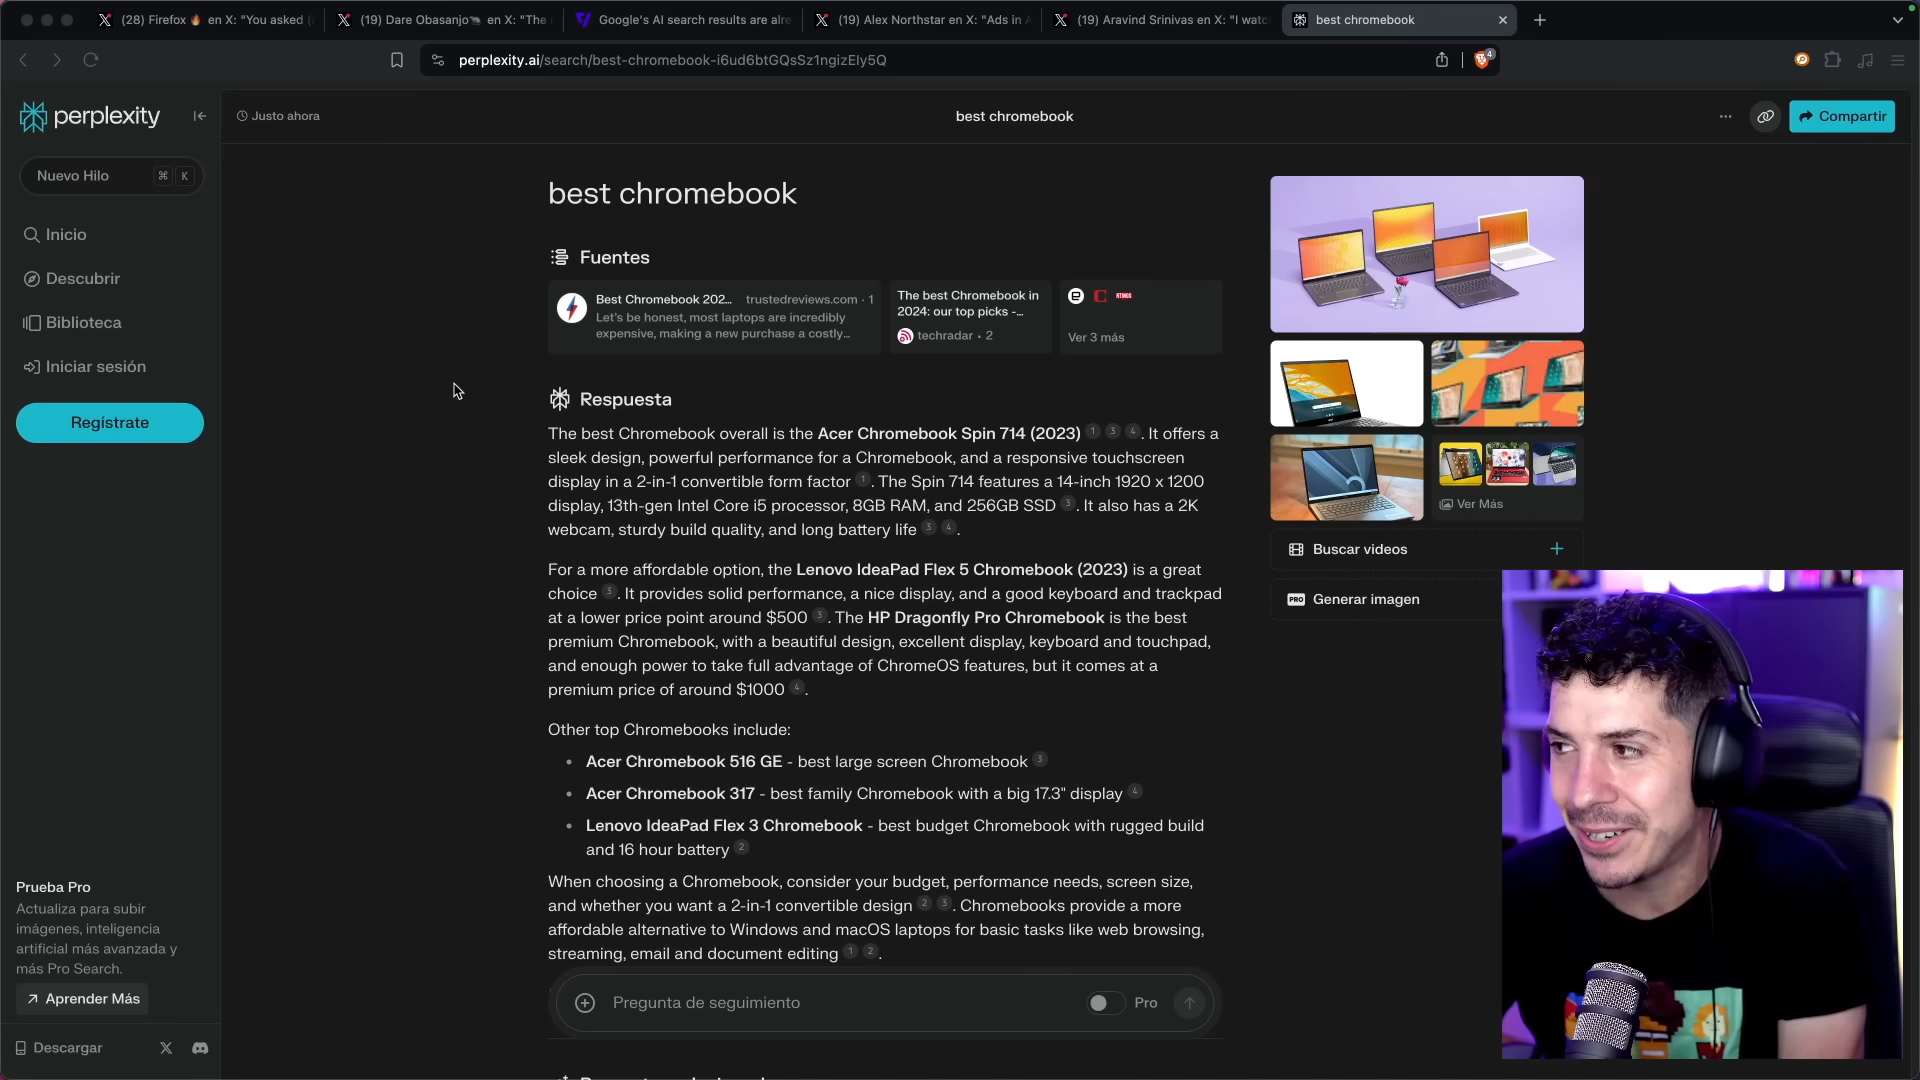 (28) Firefox 🔥 en X: "You asked (
(19) Dare Obasanjo🐀 en X: "The
Google's AI search results are alre
(19) Alex Northstar en X: "Ads in A
(19) Aravind Srinivas en X: "I watc
best chromebook
perplexity.ai/search/best-chromebook-i6ud6btGQsSz1ngizEIy5Q
4
perplexity
Justo ahora
best chromebook
Compartir
Nuevo Hilo ⌘ K
Inicio
Descubrir
Biblioteca
Iniciar sesión
Regístrate
best chromebook
Fuentes
Best Chromebook 202... trustedreviews.com · 1
Let's be honest, most laptops are incredibly
expensive, making a new purchase a costly...
The best Chromebook in
2024: our top picks -...
techradar · 2
RTINGS
Ver 3 más
Respuesta
The best Chromebook overall is the Acer Chromebook Spin 714 (2023) 1 3 4. It offers a
sleek design, powerful performance for a Chromebook, and a responsive touchscreen
display in a 2-in-1 convertible form factor 1. The Spin 714 features a 14-inch 1920 x 1200
display, 13th-gen Intel Core i5 processor, 8GB RAM, and 256GB SSD 3. It also has a 2K
webcam, sturdy build quality, and long battery life 3 4.
For a more affordable option, the Lenovo IdeaPad Flex 5 Chromebook (2023) is a great
choice 3. It provides solid performance, a nice display, and a good keyboard and trackpad
at a lower price point around $500 3. The HP Dragonfly Pro Chromebook is the best
premium Chromebook, with a beautiful design, excellent display, keyboard and touchpad,
and enough power to take full advantage of ChromeOS features, but it comes at a
premium price of around $1000 4.
Other top Chromebooks include:
• Acer Chromebook 516 GE - best large screen Chromebook 3
• Acer Chromebook 317 - best family Chromebook with a big 17.3" display 4
• Lenovo IdeaPad Flex 3 Chromebook - best budget Chromebook with rugged build
and 16 hour battery 2
When choosing a Chromebook, consider your budget, performance needs, screen size,
and whether you want a 2-in-1 convertible design 2 3. Chromebooks provide a more
affordable alternative to Windows and macOS laptops for basic tasks like web browsing,
streaming, email and document editing 1 2.
Pregunta de seguimiento
Pro
Ver Más
Buscar videos
PRO Generar imagen
Prueba Pro
Actualiza para subir
imágenes, inteligencia
artificial más avanzada y
más Pro Search.
Aprender Más
Descargar